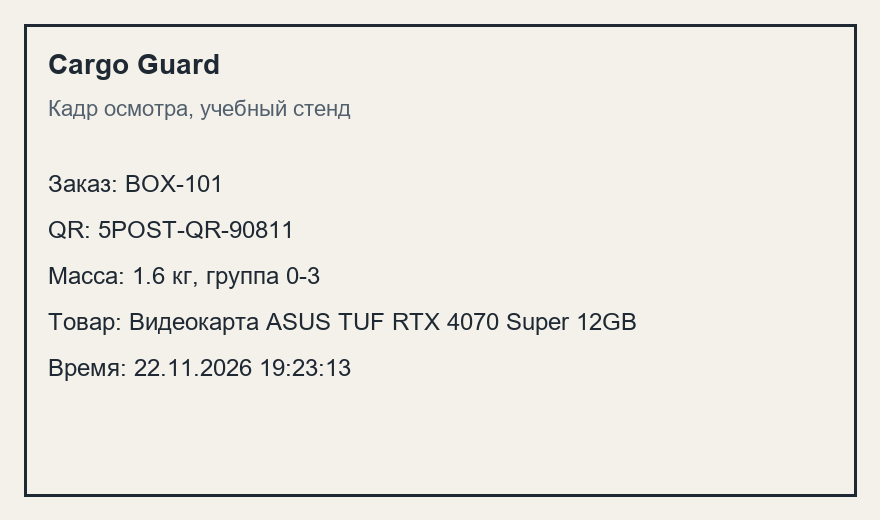 Cargo Guard
Кадр осмотра, учебный стенд
Заказ: BOX-101
QR: 5POST-QR-90811
Масса: 1.6 кг, группа 0-3
Товар: Видеокарта ASUS TUF RTX 4070 Super 12GB
Время: 22.11.2026 19:23:13